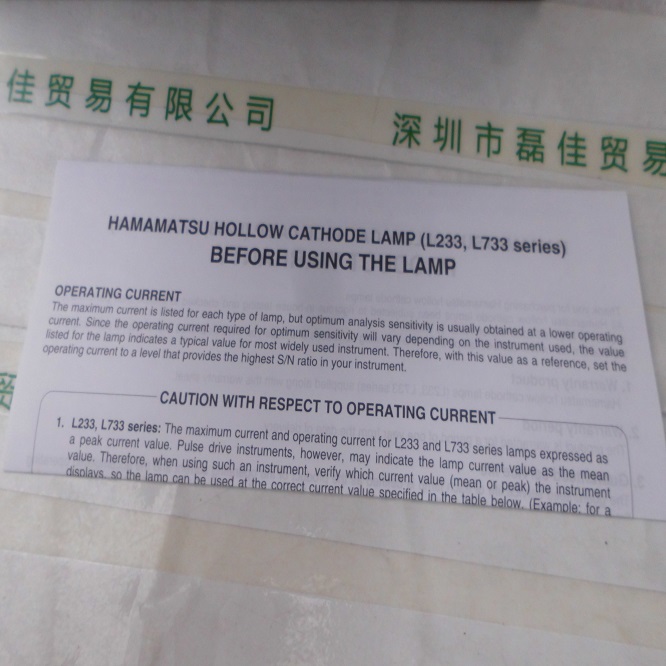 佳贸易有限公司
深圳市磊佳贸易
HAMAMATSU HOLLOW CATHODE LAMP (L233, L733 series)
BEFORE USING THE LAMP
OPERATING CURRENT
The maximum current is listed for each type of lamp, but optimum analysis sensitivity is usually obtained at a lower operating
current. Since the operating current required for optimum sensitivity will vary depending on the instrument used, the value
listed for the lamp indicates a typical value for most widely used instrument. Therefore, with this value as a reference, set the
operating current to a level that provides the highest S/N ratio in your instrument.
CAUTION WITH RESPECT TO OPERATING CURRENT
1. L233, L733 series: The maximum current and operating current for L233 and L733 series lamps expressed as
a peak current value. Pulse drive instruments, however, may indicate the lamp current as the mean
value. Therefore, when using such an instrument, verify which current value (mean or peak) the instrument
displays, so the lamp can be used at the correct current value specified in the table below. (Example: for a